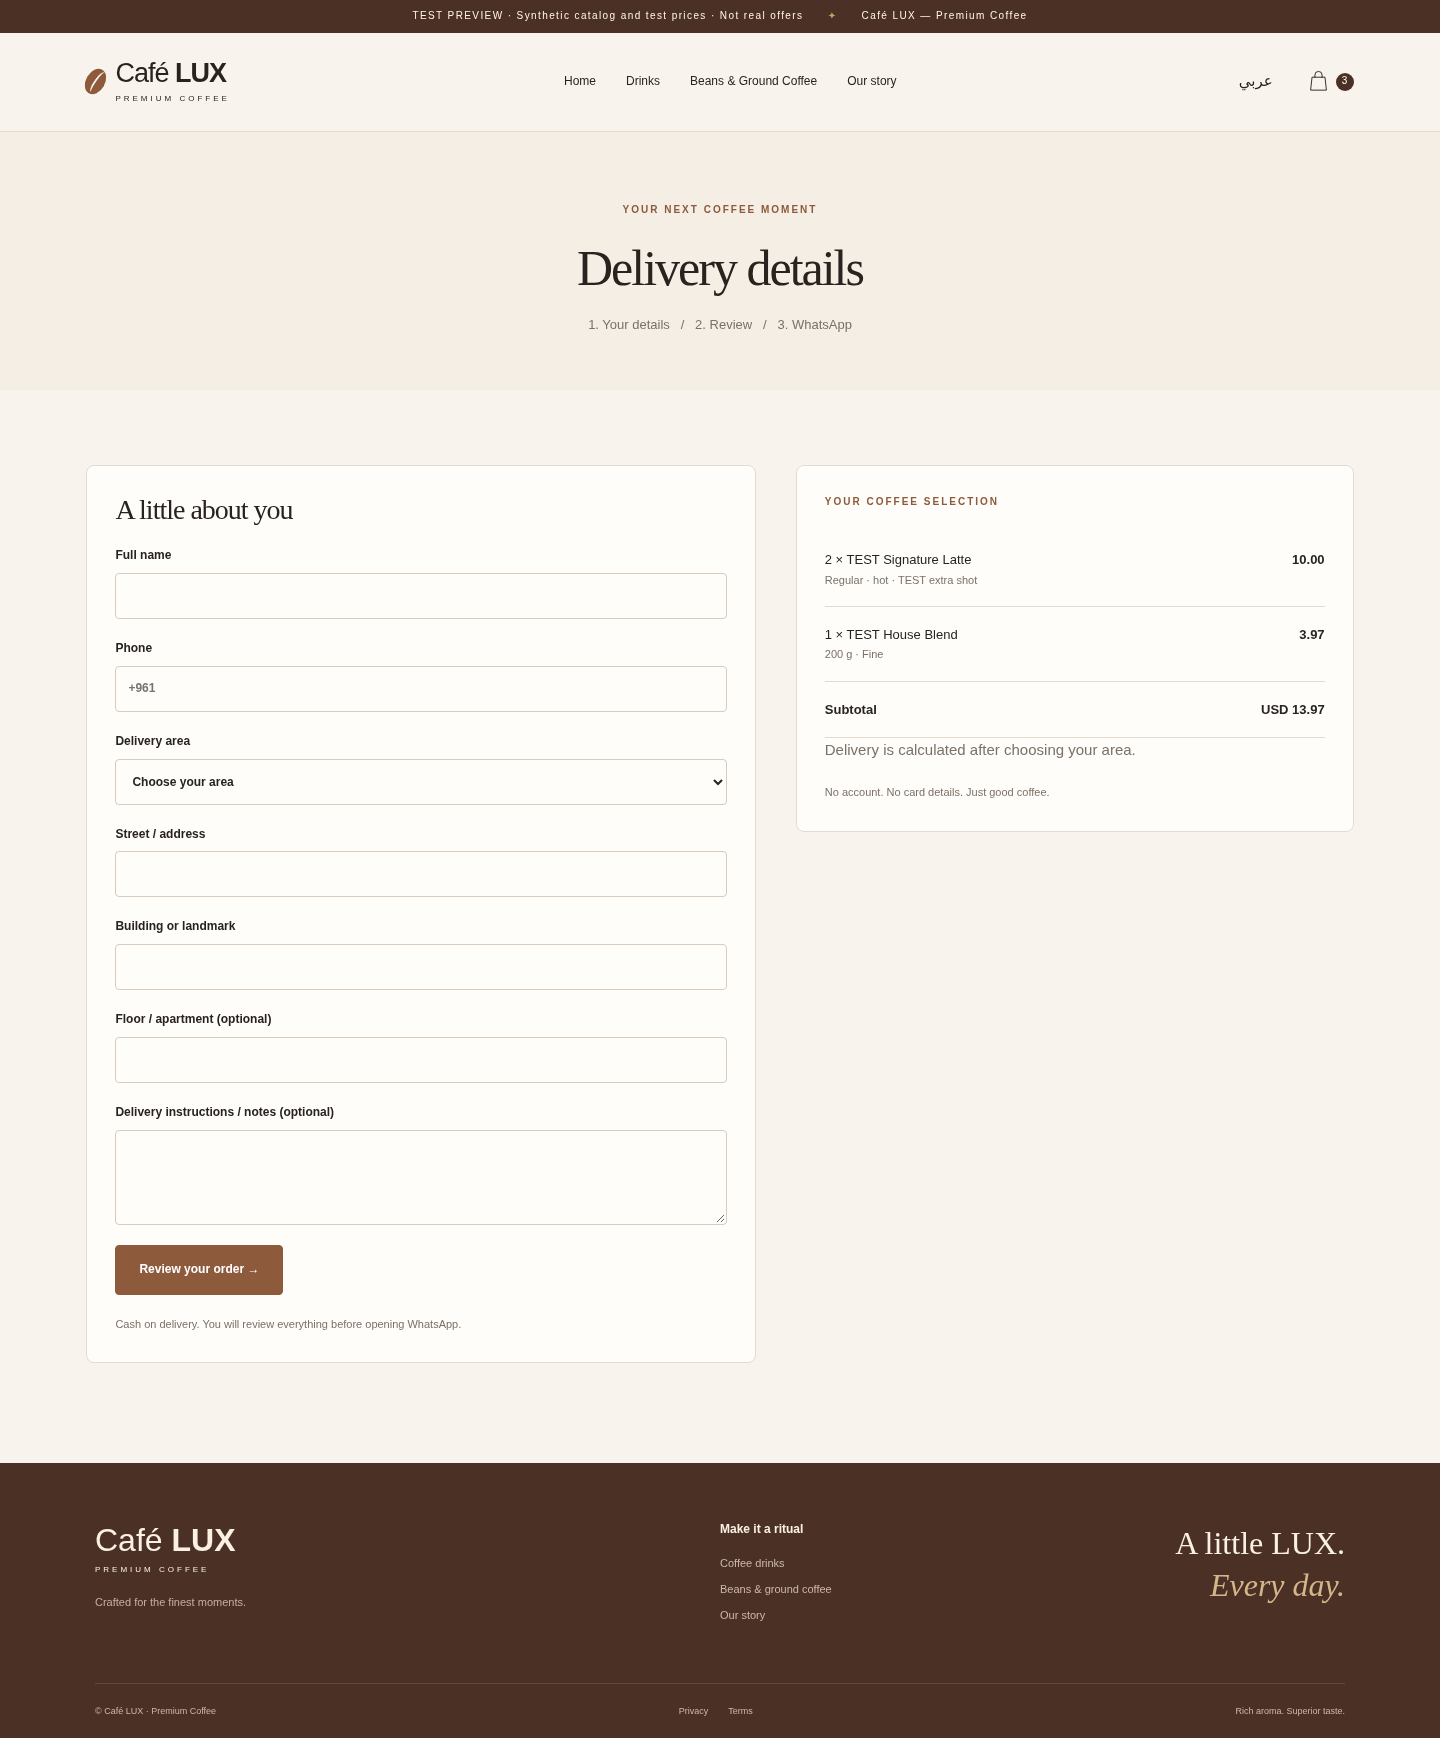 TEST PREVIEW · Synthetic catalog and test prices · Not real offers ✦ Café LUX — Premium Coffee
Café LUX
PREMIUM COFFEE
Home Drinks Beans & Ground Coffee Our story
عربي
3
YOUR NEXT COFFEE MOMENT
Delivery details
1. Your details / 2. Review / 3. WhatsApp
A little about you
Full name
Phone
+961
Delivery area
Choose your area
Street / address
Building or landmark
Floor / apartment (optional)
Delivery instructions / notes (optional)
Review your order →
Cash on delivery. You will review everything before opening WhatsApp.
YOUR COFFEE SELECTION
2 × TEST Signature Latte 10.00
Regular · hot · TEST extra shot
1 × TEST House Blend 3.97
200 g · Fine
Subtotal USD 13.97
Delivery is calculated after choosing your area.
No account. No card details. Just good coffee.
Café LUX
PREMIUM COFFEE
Crafted for the finest moments.
Make it a ritual
Coffee drinks
Beans & ground coffee
Our story
A little LUX.
Every day.
© Café LUX · Premium Coffee
Privacy Terms
Rich aroma. Superior taste.